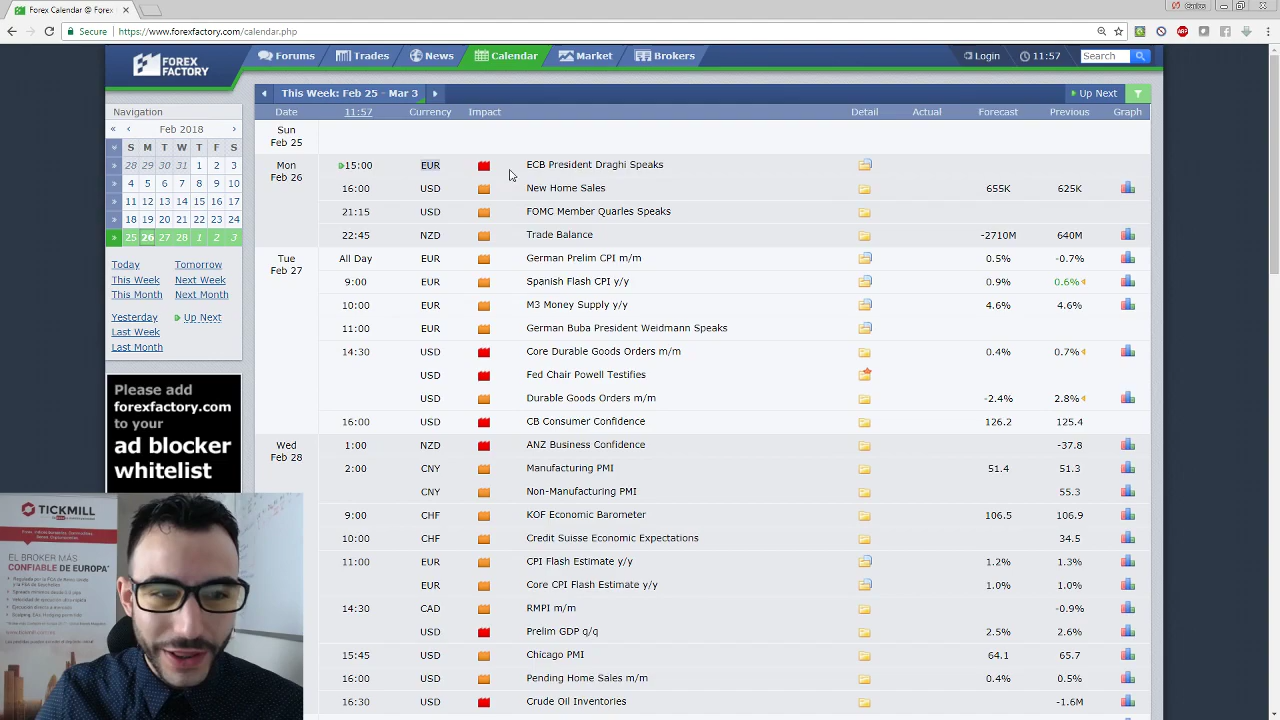 Forex Calendar @ Forex
Carlos
Secure https://www.forexfactory.com/calendar.php
FOREX FACTORY Forums Trades News Calendar Market Brokers Login 11:57 Search
This Week: Feb 25 - Mar 3 Up Next
Navigation
« ‹ Feb 2018 ›
S M T W T F S
28 29 30 31 1 2 3
4 5 6 7 8 9 10
11 12 13 14 15 16 17
18 19 20 21 22 23 24
25 26 27 28 1 2 3
Today Tomorrow
This Week Next Week
This Month Next Month
Yesterday Up Next
Last Week
Last Month
Please add
forexfactory.com
to your
ad blocker
whitelist
Date 11:57 Currency Impact Detail Actual Forecast Previous Graph
Sun Feb 25
Mon Feb 26 15:00 EUR ECB President Draghi Speaks
16:00 USD New Home Sales 655K 625K
21:15 USD FOMC Member Quarles Speaks
22:45 NZD Trade Balance -2710M 640M
Tue Feb 27 All Day EUR German Prelim CPI m/m 0.5% -0.7%
9:00 EUR Spanish Flash CPI y/y 0.9% 0.6%
10:00 EUR M3 Money Supply y/y 4.6% 4.6%
11:00 EUR German Buba President Weidmann Speaks
14:30 USD Core Durable Goods Orders m/m 0.4% 0.7%
USD Fed Chair Powell Testifies
USD Durable Goods Orders m/m -2.4% 2.8%
16:00 USD CB Consumer Confidence 126.2 125.4
Wed Feb 28 1:00 NZD ANZ Business Confidence -37.8
2:00 CNY Manufacturing PMI 51.4 51.3
CNY Non-Manufacturing PMI 55.3
9:00 CHF KOF Economic Barometer 106.5 106.9
10:00 CHF Credit Suisse Economic Expectations 34.5
11:00 EUR CPI Flash Estimate y/y 1.2% 1.3%
EUR Core CPI Flash Estimate y/y 1.0% 1.0%
USD Prelim GDP q/q 2.5% 2.6%
15:45 USD Chicago PMI 64.1 65.7
16:00 USD Pending Home Sales m/m 0.4% 0.5%
16:30 USD Crude Oil Inventories -1.6M
TICKMILL
EL BROKER MÁS
CONFIABLE DE EUROPA*